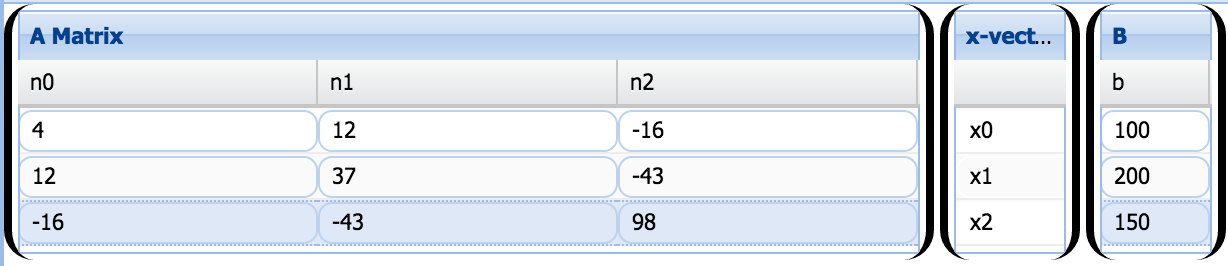 A Matrix x-vect... B
n0 n1 n2 b
4 12 -16 x0 100
12 37 -43 x1 200
-16 -43 98 x2 150